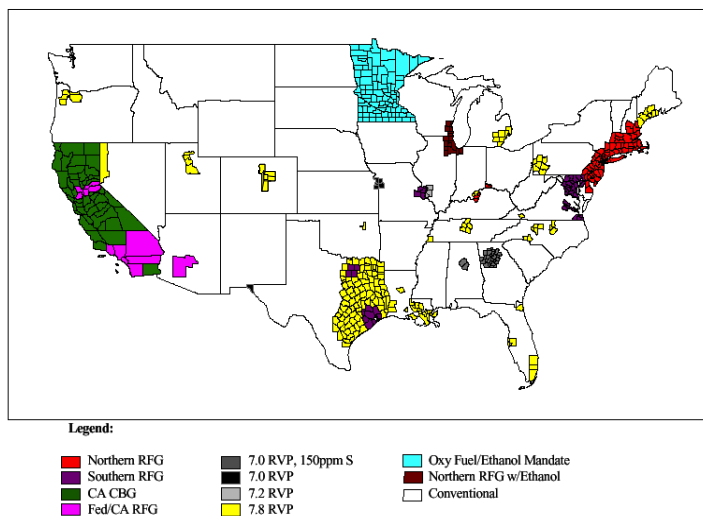 Legend:
Northern RFG
Southern RFG
CA CBG
Fed/CA RFG
7.0 RVP, 150ppm S
7.0 RVP
7.2 RVP
7.8 RVP
Oxy Fuel/Ethanol Mandate
Northern RFG w/Ethanol
Conventional